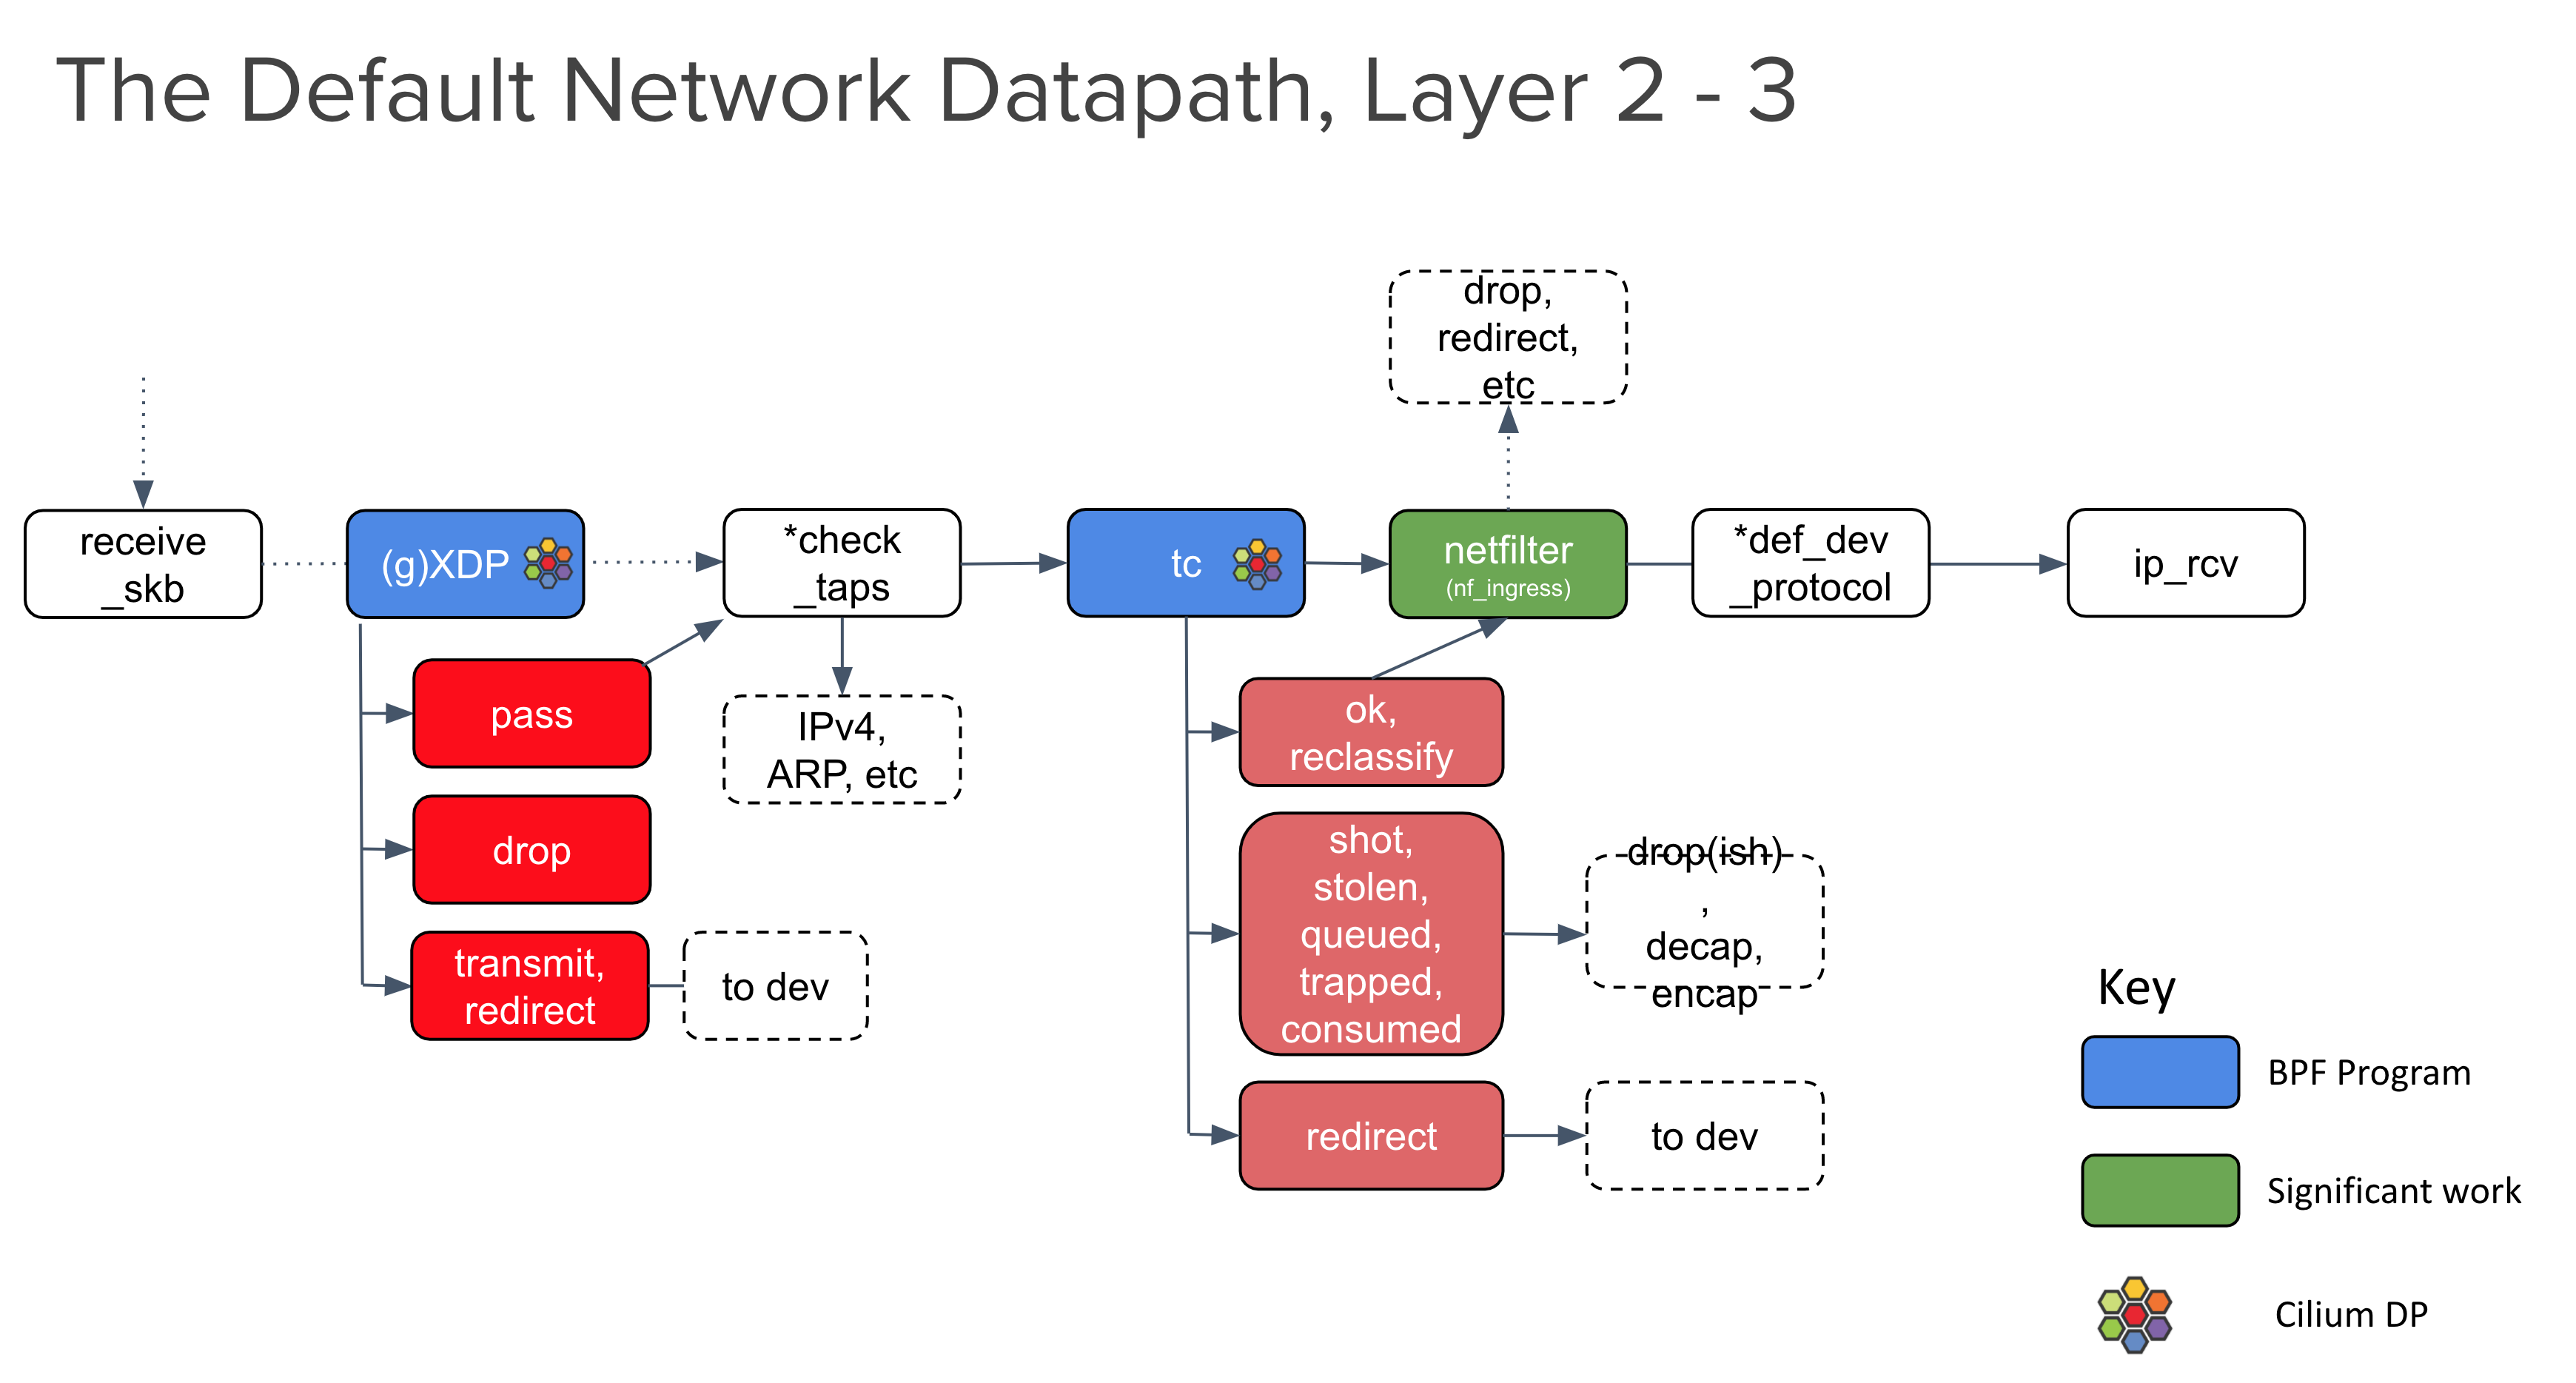 The Default Network Datapath, Layer 2 - 3
drop,
redirect,
etc
receive
_skb
(g)XDP
*check
_taps
tc
netfilter
(nf_ingress)
*def_dev
_protocol
ip_rcv
pass
drop
transmit,
redirect
to dev
IPv4,
ARP, etc
ok,
reclassify
shot,
stolen,
queued,
trapped,
consumed
drop(ish)
,
decap,
encap
redirect
to dev
Key
BPF Program
Significant work
Cilium DP